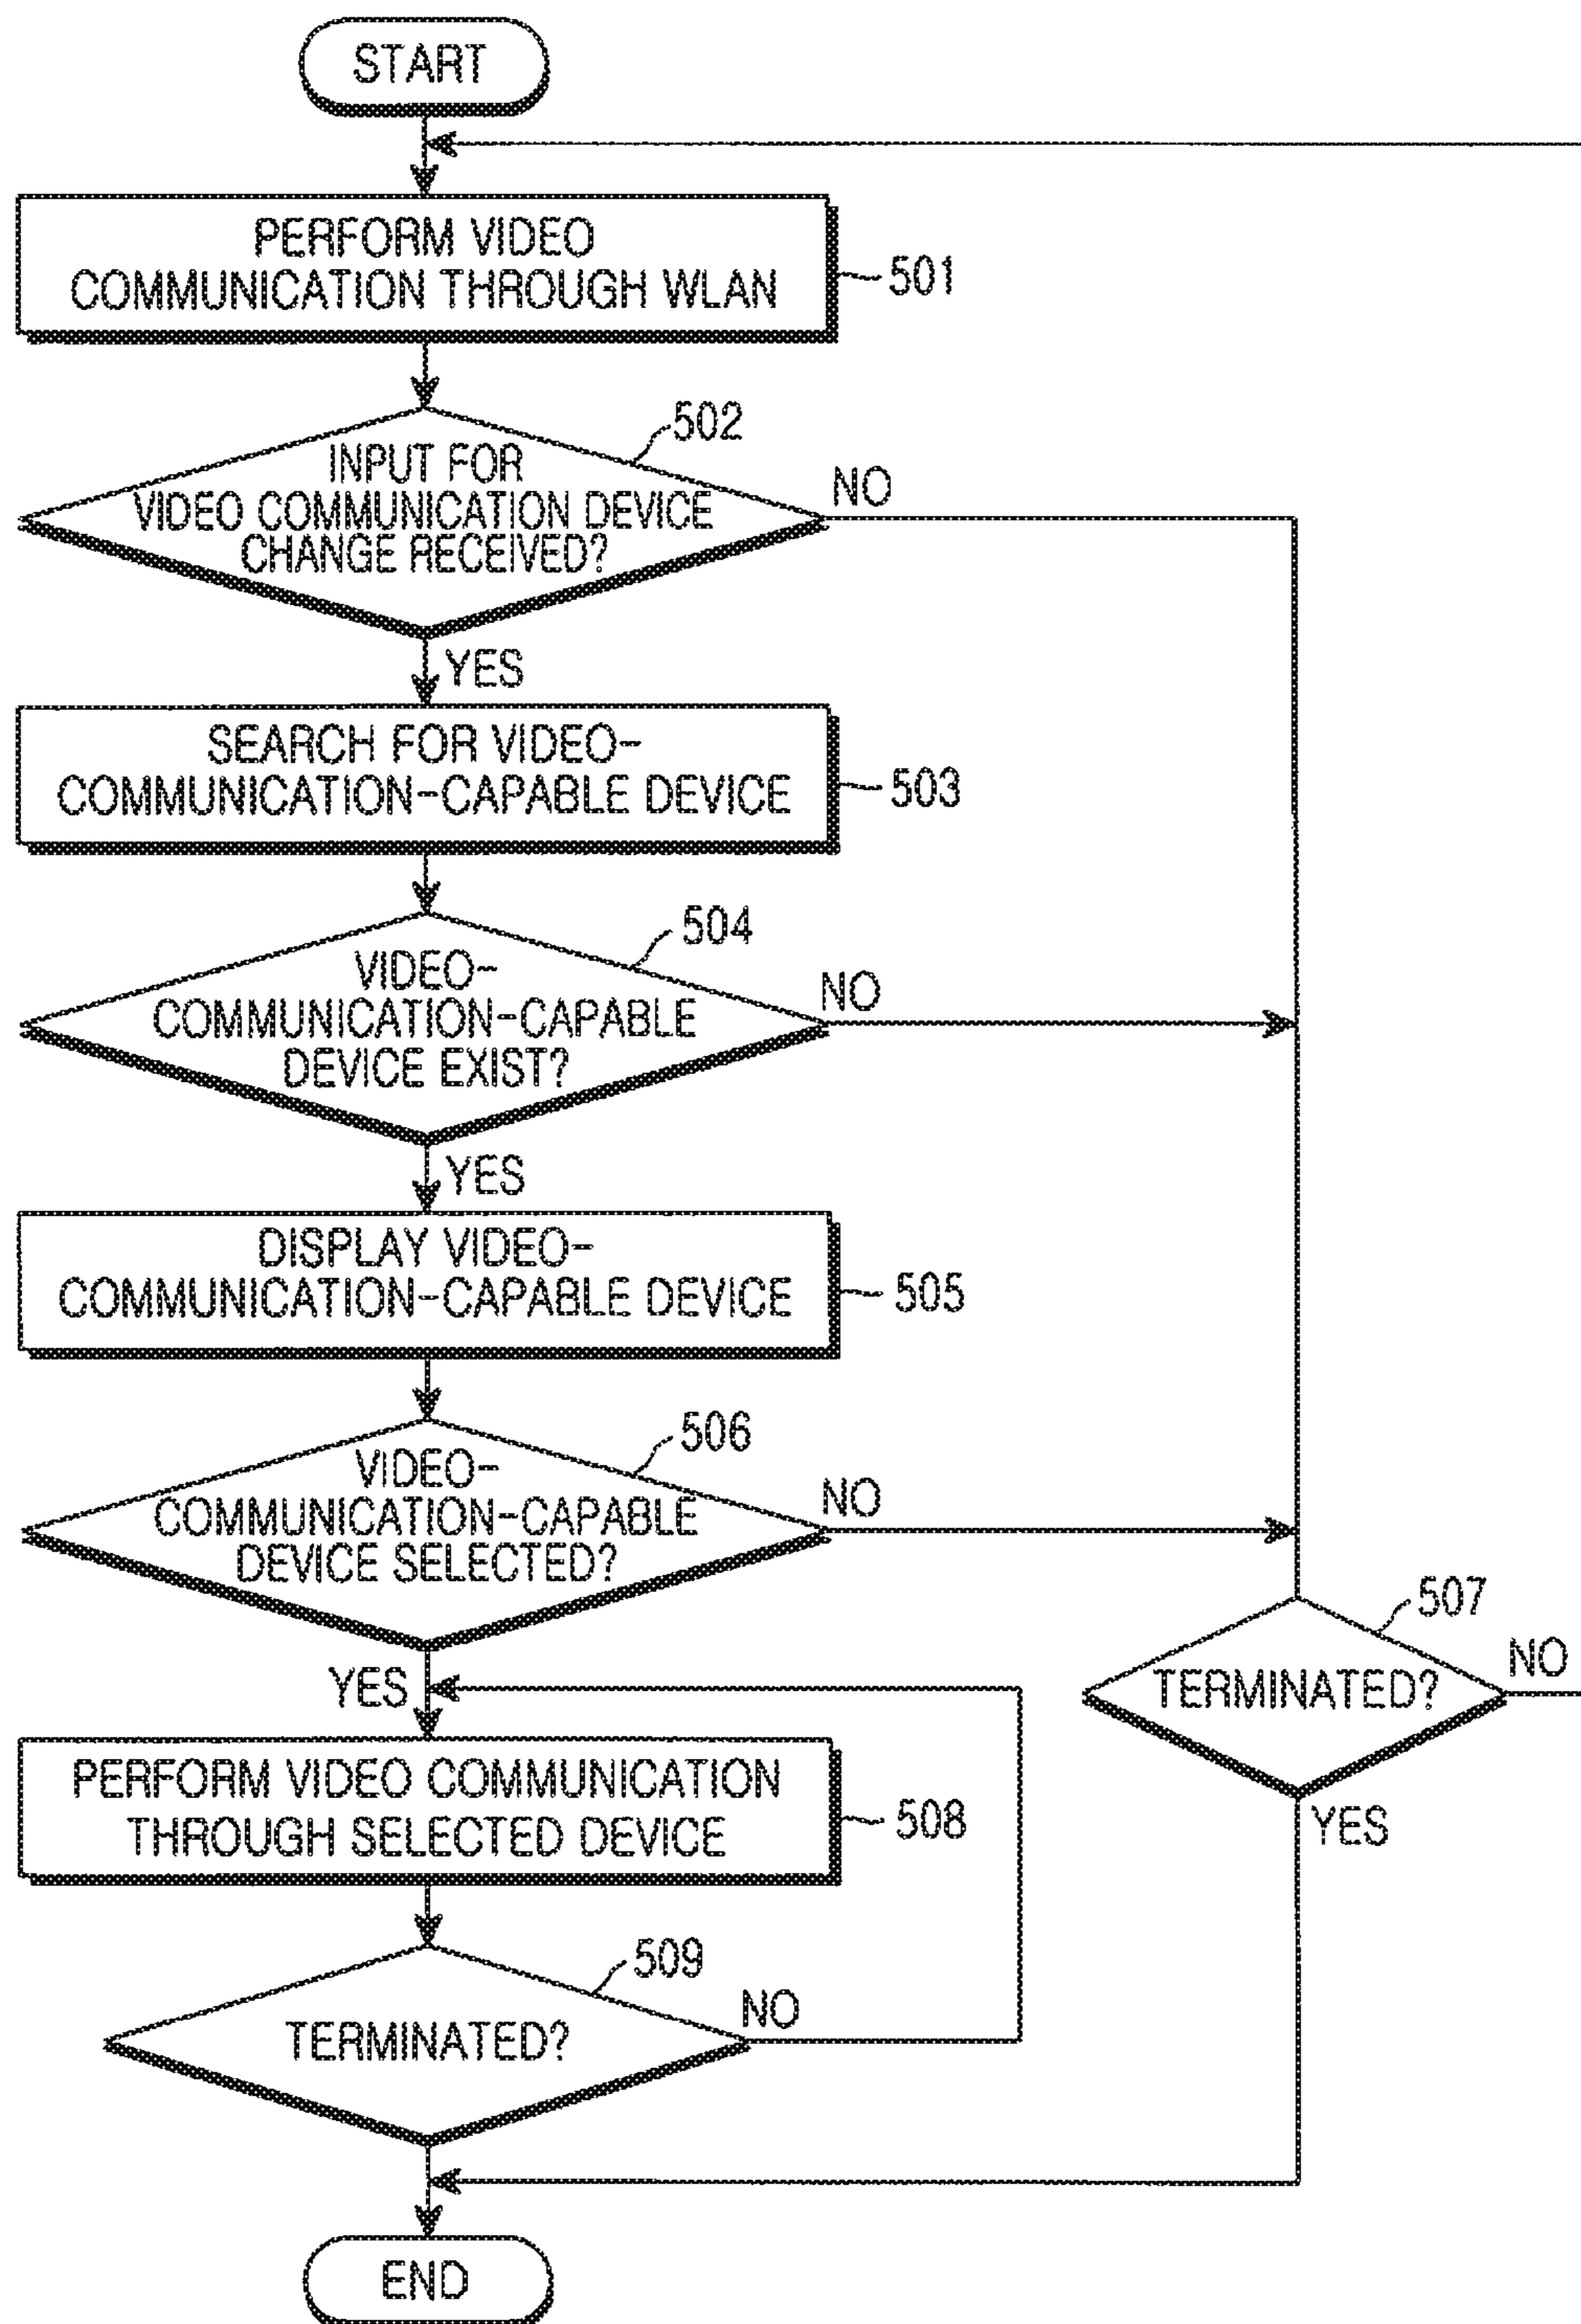 START
PERFORM VIDEO
COMMUNICATION THROUGH WLAN
501
502
INPUT FOR
VIDEO COMMUNICATION DEVICE
CHANGE RECEIVED?
NO
YES
SEARCH FOR VIDEO-
COMMUNICATION-CAPABLE DEVICE
503
504
VIDEO-
COMMUNICATION-CAPABLE
DEVICE EXIST?
NO
YES
DISPLAY VIDEO-
COMMUNICATION-CAPABLE DEVICE
505
506
VIDEO-
COMMUNICATION-CAPABLE
DEVICE SELECTED?
NO
507
TERMINATED?
NO
YES
YES
PERFORM VIDEO COMMUNICATION
THROUGH SELECTED DEVICE
508
509
TERMINATED?
NO
END